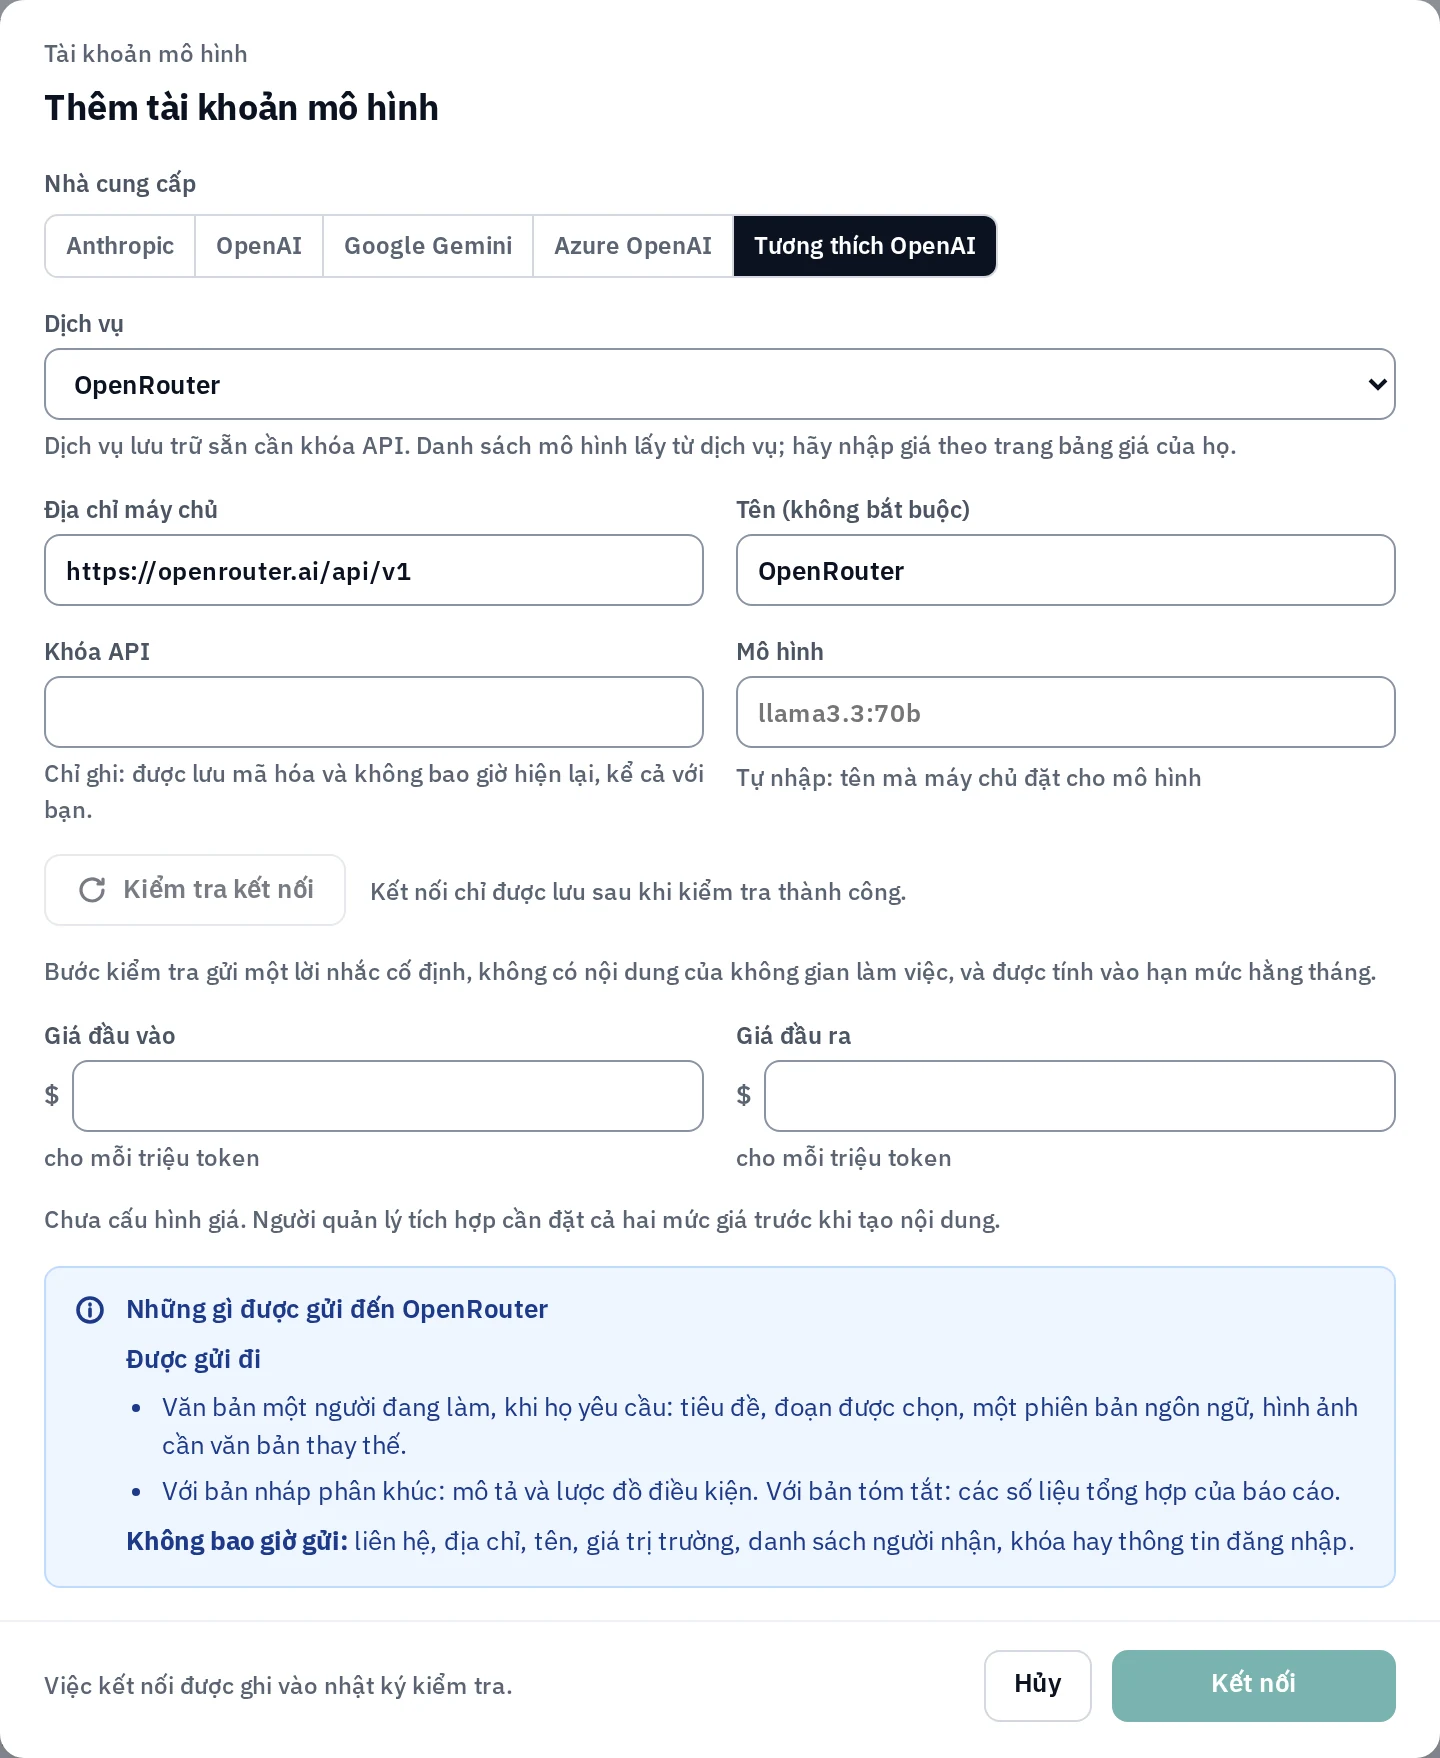 Tài khoản mô hình
Thêm tài khoản mô hình
Nhà cung cấp
Anthropic OpenAI Google Gemini Azure OpenAI Tương thích OpenAI
Dịch vụ
OpenRouter
Dịch vụ lưu trữ sẵn cần khóa API. Danh sách mô hình lấy từ dịch vụ; hãy nhập giá theo trang bảng giá của họ.
Địa chỉ máy chủ
https://openrouter.ai/api/v1
Tên (không bắt buộc)
OpenRouter
Khóa API
Chỉ ghi: được lưu mã hóa và không bao giờ hiện lại, kể cả với
bạn.
Mô hình
llama3.3:70b
Tự nhập: tên mà máy chủ đặt cho mô hình
Kiểm tra kết nối
Kết nối chỉ được lưu sau khi kiểm tra thành công.
Bước kiểm tra gửi một lời nhắc cố định, không có nội dung của không gian làm việc, và được tính vào hạn mức hằng tháng.
Giá đầu vào
$
cho mỗi triệu token
Giá đầu ra
$
cho mỗi triệu token
Chưa cấu hình giá. Người quản lý tích hợp cần đặt cả hai mức giá trước khi tạo nội dung.
Những gì được gửi đến OpenRouter
Được gửi đi
• Văn bản một người đang làm, khi họ yêu cầu: tiêu đề, đoạn được chọn, một phiên bản ngôn ngữ, hình ảnh
cần văn bản thay thế.
• Với bản nháp phân khúc: mô tả và lược đồ điều kiện. Với bản tóm tắt: các số liệu tổng hợp của báo cáo.
Không bao giờ gửi: liên hệ, địa chỉ, tên, giá trị trường, danh sách người nhận, khóa hay thông tin đăng nhập.
Việc kết nối được ghi vào nhật ký kiểm tra.
Hủy
Kết nối